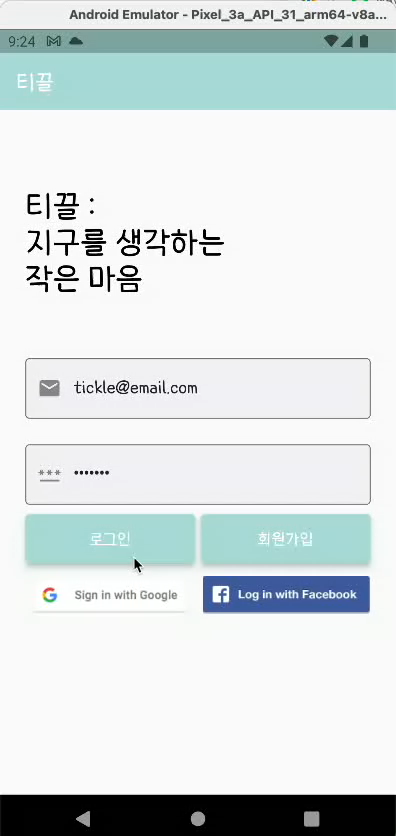 Android Emulator - Pixel_3a_API_31_arm64-v8a...
9:24
티끌
티끌 :
지구를 생각하는
작은 마음
tickle@email.com
***
•••••••
로그인 회원가입
Sign in with Google Log in with Facebook